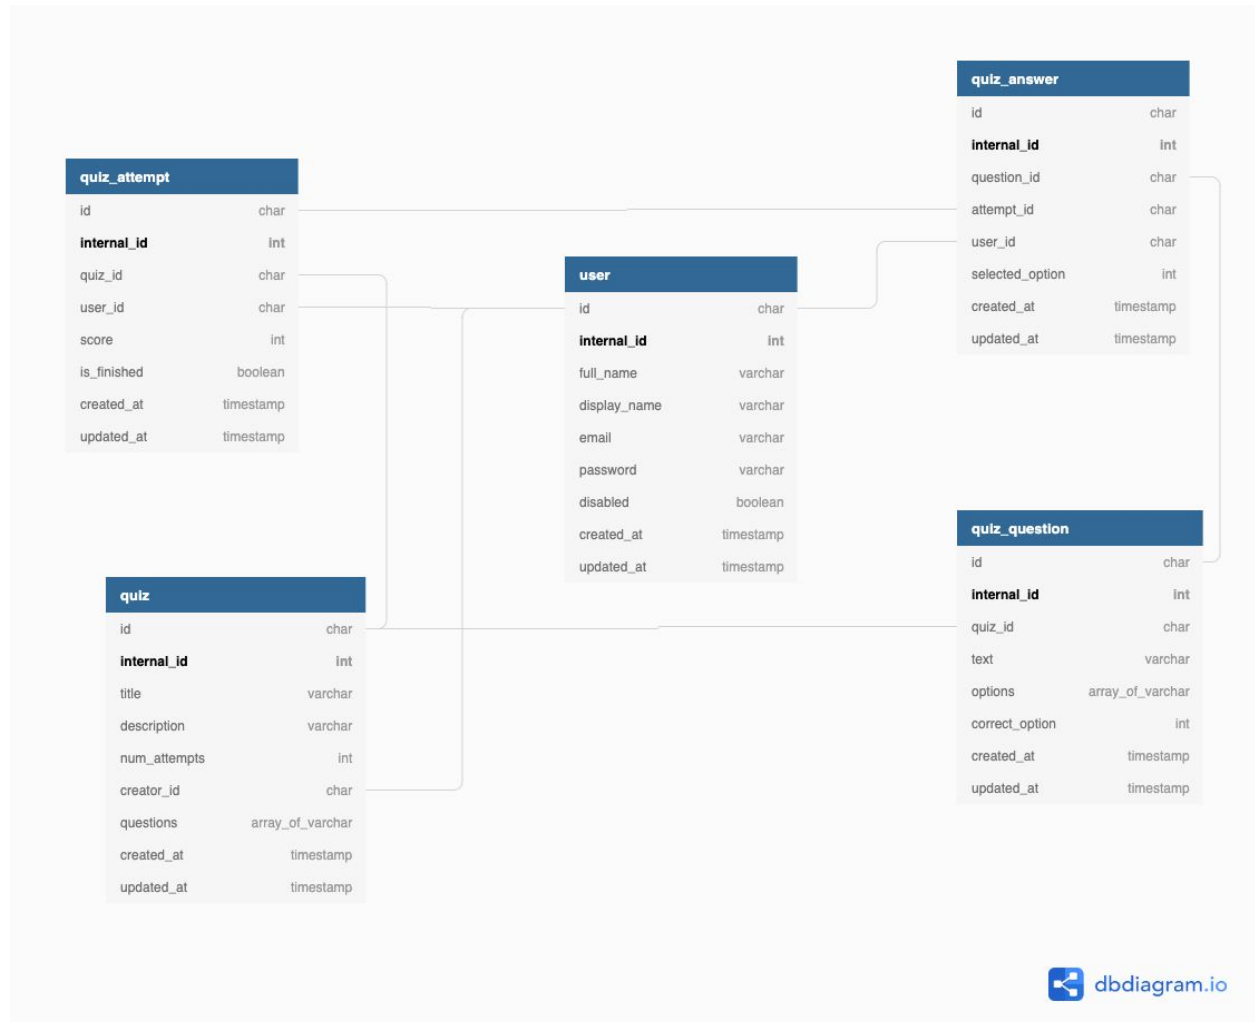 quiz_answer
id char
internal_id int
question_id char
attempt_id char
user_id char
selected_option int
created_at timestamp
updated_at timestamp
quiz_attempt
id char
internal_id int
quiz_id char
user_id char
score int
is_finished boolean
created_at timestamp
updated_at timestamp
user
id char
internal_id int
full_name varchar
display_name varchar
email varchar
password varchar
disabled boolean
created_at timestamp
updated_at timestamp
quiz_question
id char
internal_id int
quiz_id char
text varchar
options array_of_varchar
correct_option int
created_at timestamp
updated_at timestamp
quiz
id char
internal_id int
title varchar
description varchar
num_attempts int
creator_id char
questions array_of_varchar
created_at timestamp
updated_at timestamp
dbdiagram.io